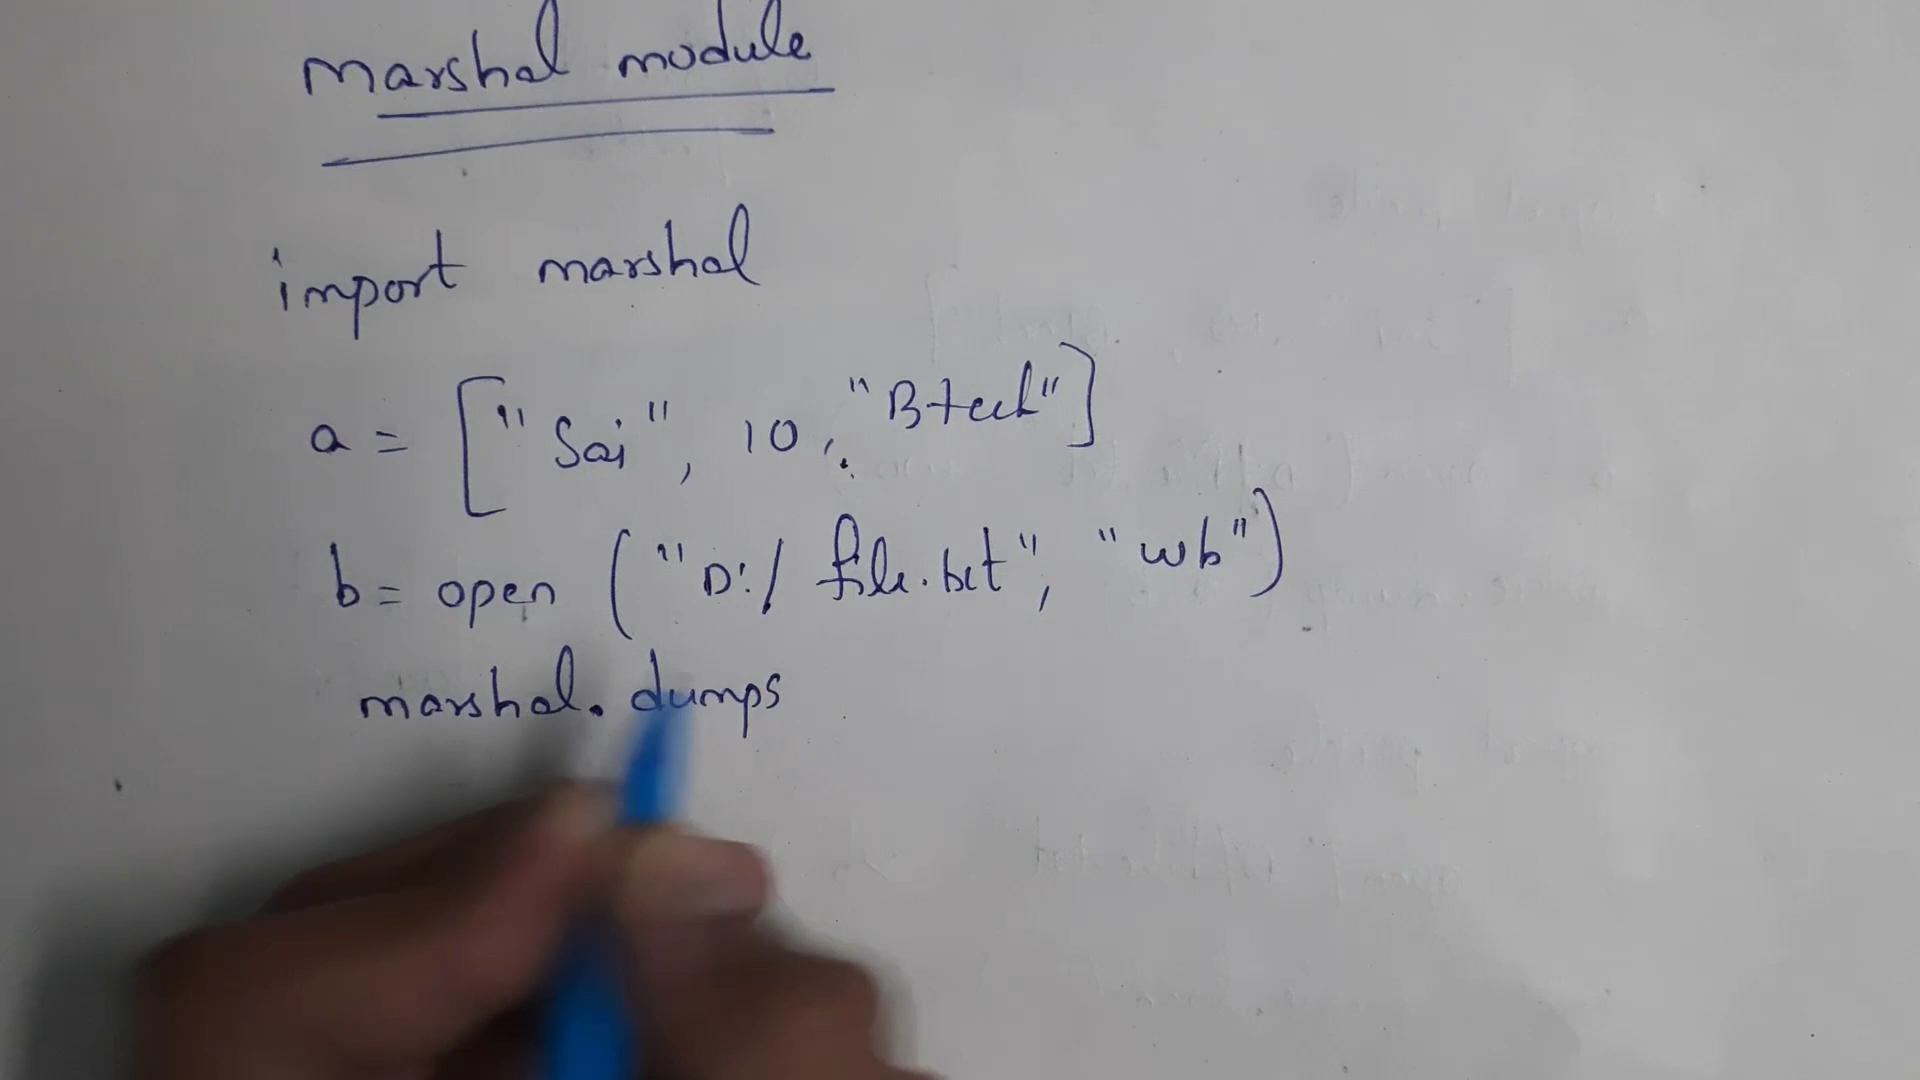 marshal module
import marshal
a = ["Sai", 10, "Btech"]
b = open ("D:/ file.txt", "wb")
marshal. dumps